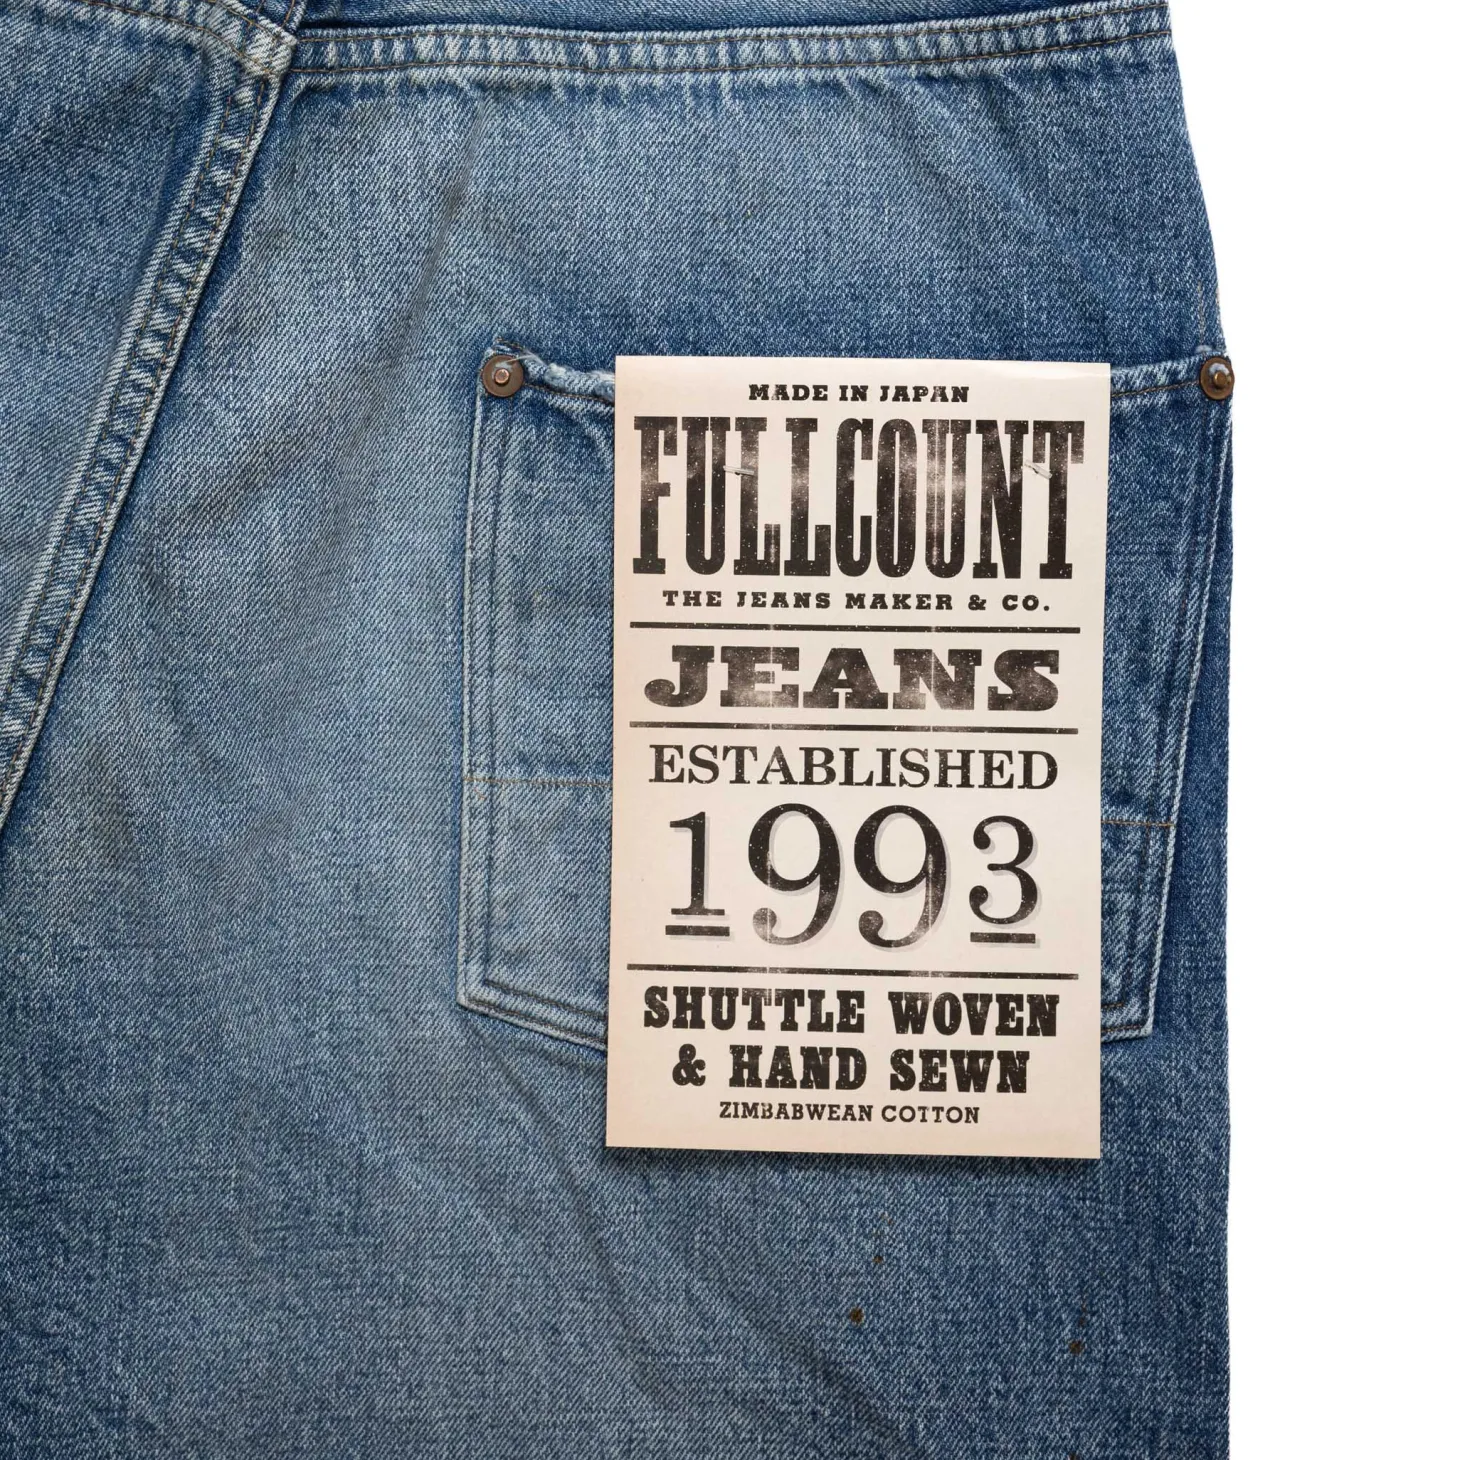 MADE IN JAPAN
FULLCOUNT
THE JEANS MAKER & CO.
JEANS
ESTABLISHED
1993
SHUTTLE WOVEN
& HAND SEWN
ZIMBABWEAN COTTON